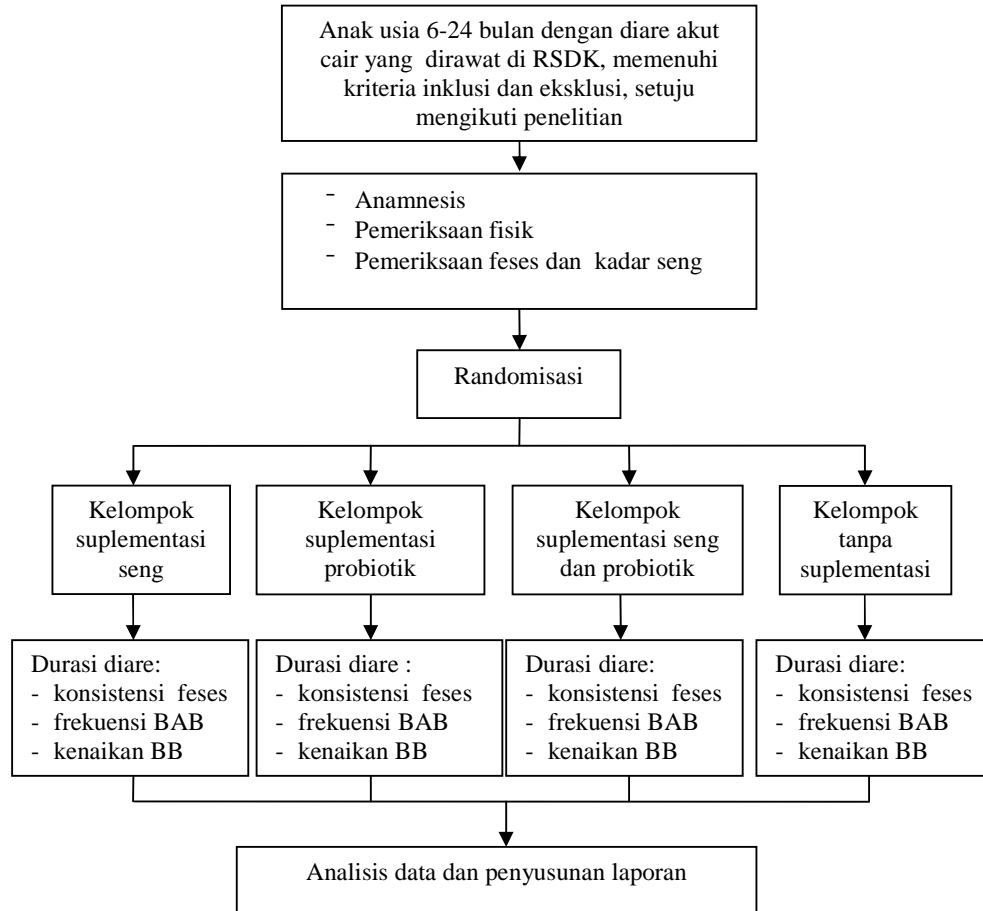 Anak usia 6-24 bulan dengan diare akut
cair yang dirawat di RSDK, memenuhi
kriteria inklusi dan eksklusi, setuju
mengikuti penelitian
- Anamnesis
- Pemeriksaan fisik
- Pemeriksaan feses dan kadar seng
Randomisasi
Kelompok
suplementasi
seng
Kelompok
suplementasi
probiotik
Kelompok
suplementasi seng
dan probiotik
Kelompok
tanpa
suplementasi
Durasi diare:
- konsistensi feses
- frekuensi BAB
- kenaikan BB
Durasi diare :
- konsistensi feses
- frekuensi BAB
- kenaikan BB
Durasi diare:
- konsistensi feses
- frekuensi BAB
- kenaikan BB
Durasi diare:
- konsistensi feses
- frekuensi BAB
- kenaikan BB
Analisis data dan penyusunan laporan